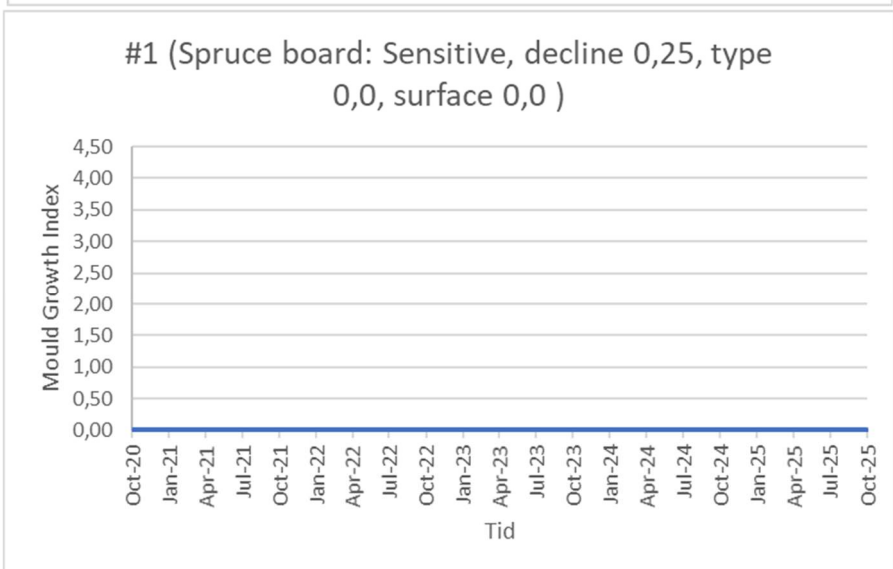 #1 (Spruce board: Sensitive, decline 0,25, type
0,0, surface 0,0 )
Mould Growth Index
4,50
4,00
3,50
3,00
2,50
2,00
1,50
1,00
0,50
0,00
Oct-20
Jan-21
Apr-21
Jul-21
Oct-21
Jan-22
Apr-22
Jul-22
Oct-22
Jan-23
Apr-23
Jul-23
Oct-23
Jan-24
Apr-24
Jul-24
Oct-24
Jan-25
Apr-25
Jul-25
Oct-25
Tid